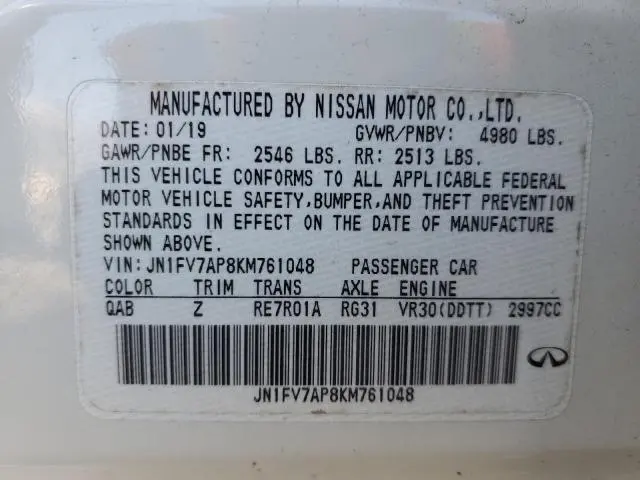 MANUFACTURED BY NISSAN MOTOR CO.,LTD.
DATE: 01/19 GVWR/PNBV: 4980 LBS.
GAWR/PNBE FR: 2546 LBS. RR: 2513 LBS.
THIS VEHICLE CONFORMS TO ALL APPLICABLE FEDERAL
MOTOR VEHICLE SAFETY,BUMPER,AND THEFT PREVENTION
STANDARDS IN EFFECT ON THE DATE OF MANUFACTURE
SHOWN ABOVE.
VIN:JN1FV7AP8KM761048 PASSENGER CAR
COLOR TRIM TRANS AXLE ENGINE
QAB Z RE7R01A RG31 VR30(DDTT) 2997CC
JN1FV7AP8KM761048